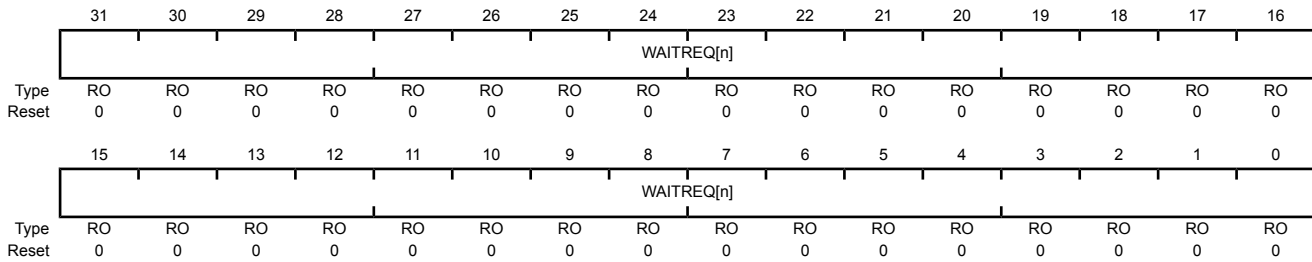 31 30 29 28 27 26 25 24 23 22 21 20 19 18 17 16
WAITREQ[n]
Type RO RO RO RO RO RO RO RO RO RO RO RO RO RO RO RO
Reset 0 0 0 0 0 0 0 0 0 0 0 0 0 0 0 0
15 14 13 12 11 10 9 8 7 6 5 4 3 2 1 0
WAITREQ[n]
Type RO RO RO RO RO RO RO RO RO RO RO RO RO RO RO RO
Reset 0 0 0 0 0 0 0 0 0 0 0 0 0 0 0 0